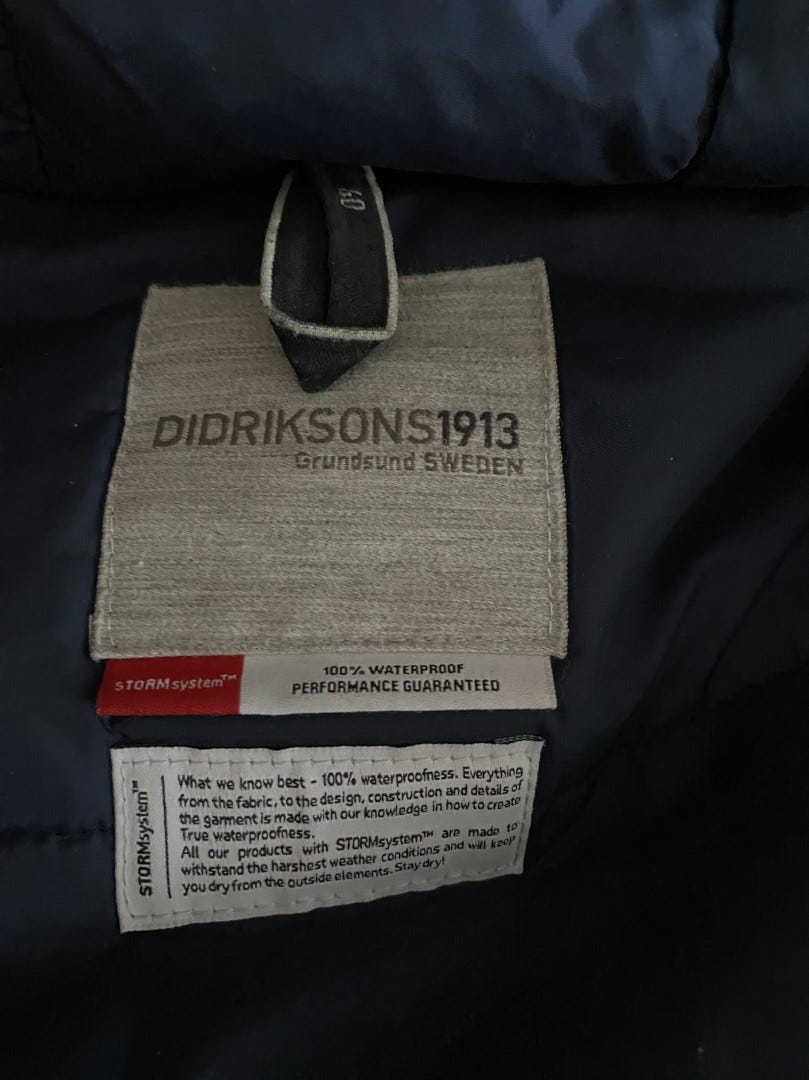 40
DIDRIKSONS1913
Grundsund SWEDEN
STORMsystem™
100% WATERPROOF
PERFORMANCE GUARANTEED
STORMsystem™
What we know best - 100% waterproofness. Everything
from the fabric, to the design, construction and details of
the garment is made with our knowledge in how to create
True waterproofness.
All our products with STORMsystem™ are made to
withstand the harshest weather conditions and will keep
you dry from the outside elements. Stay dry!